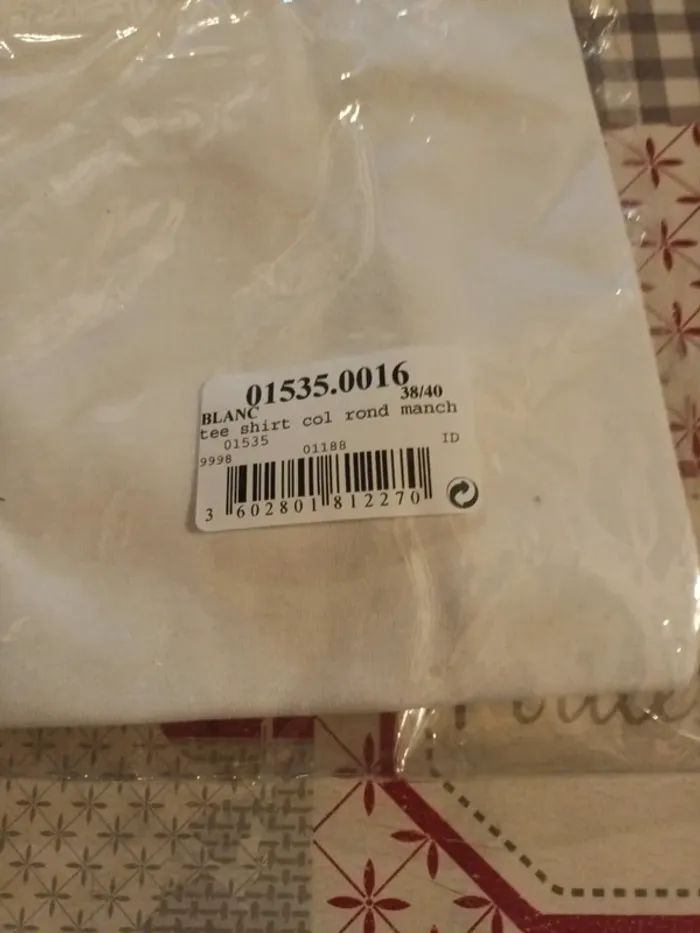 01535.0016
BLANC 38/40
tee shirt col rond manch
01535 01188 ID
9998
3 602801 812270